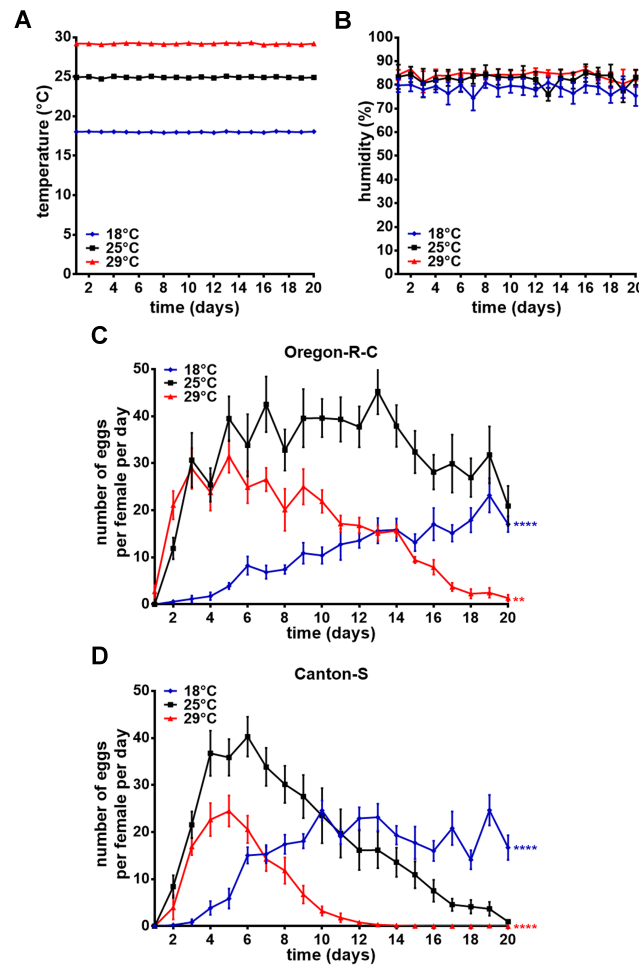 A
temperature (°C)
30
25
20
15
10
5
0
18°C
25°C
29°C
2 4 6 8 10 12 14 16 18 20
time (days)
B
humidity (%)
100
90
80
70
60
50
40
30
20
10
0
18°C
25°C
29°C
2 4 6 8 10 12 14 16 18 20
time (days)
C
Oregon-R-C
number of eggs
per female per day
50
40
30
20
10
0
18°C
25°C
29°C
****
**
2 4 6 8 10 12 14 16 18 20
time (days)
D
Canton-S
number of eggs
per female per day
50
40
30
20
10
0
18°C
25°C
29°C
****
****
2 4 6 8 10 12 14 16 18 20
time (days)